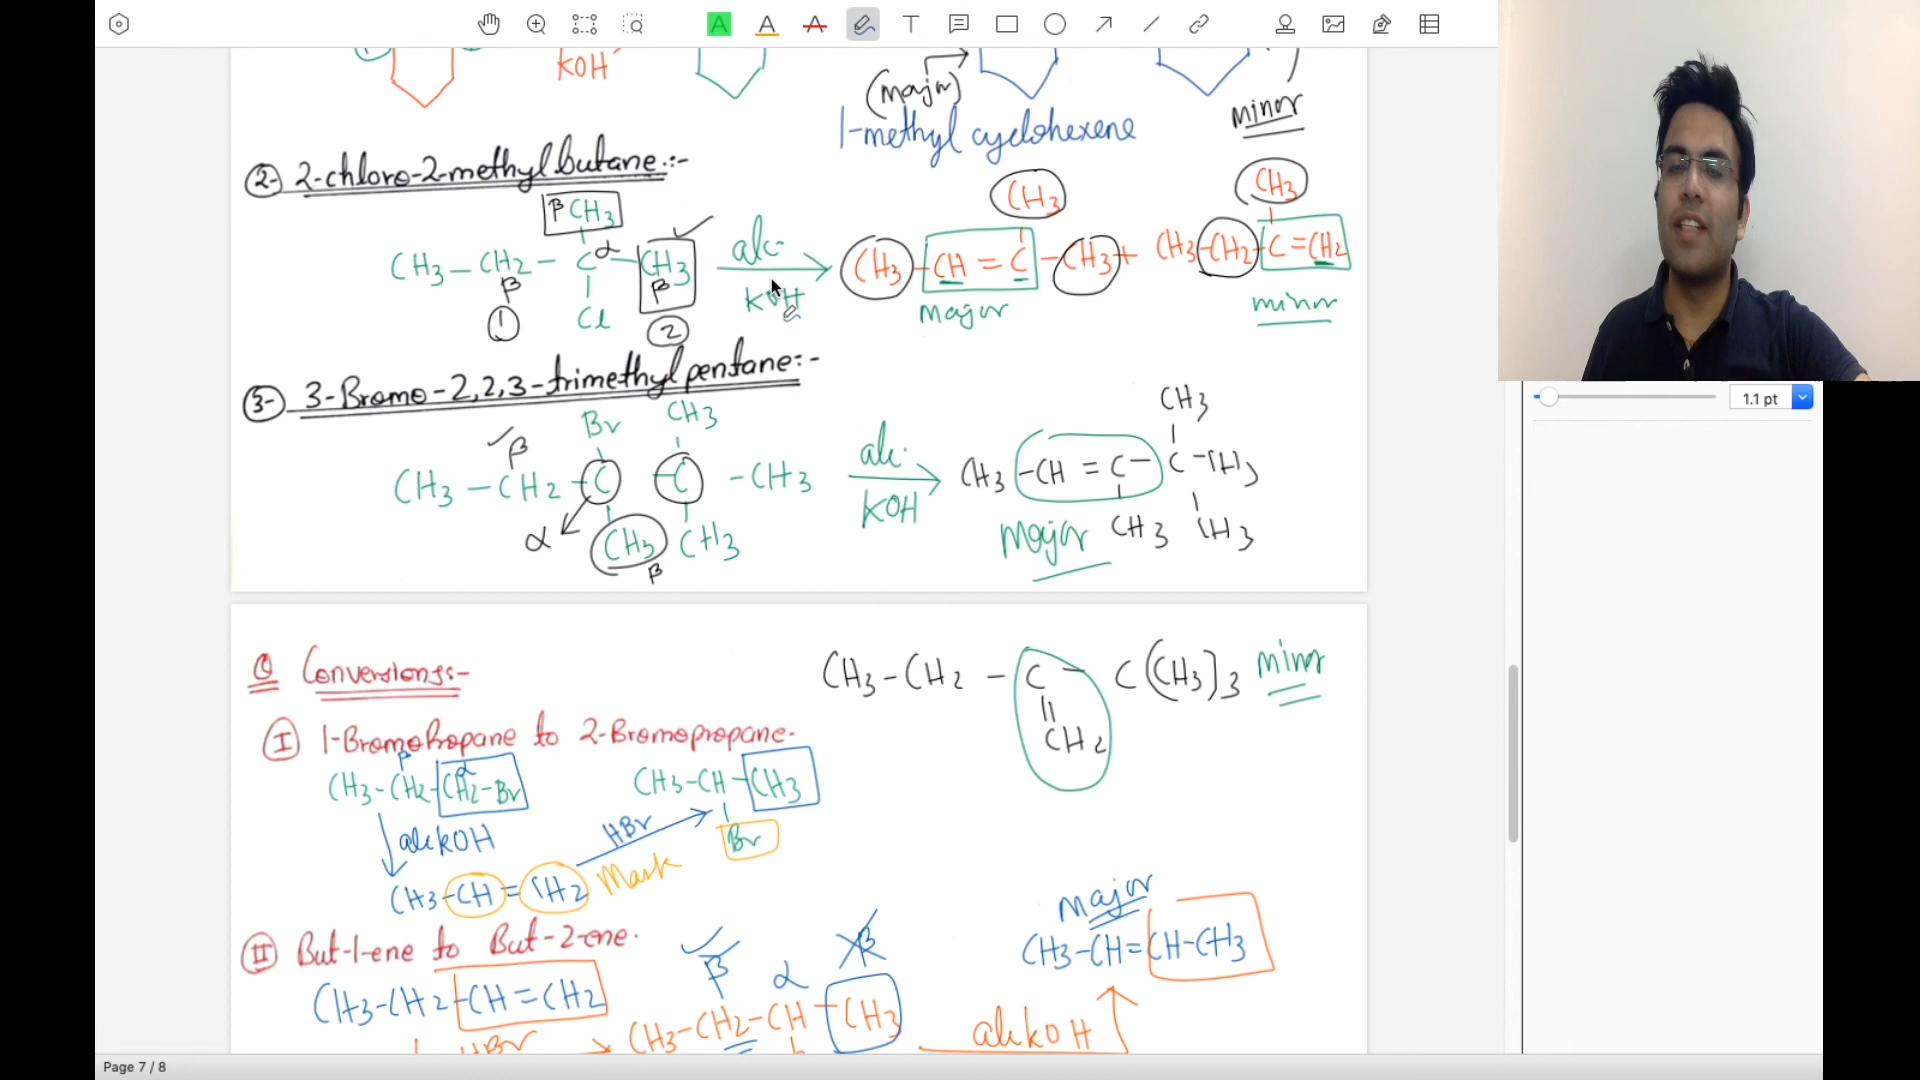 KOH
(major)
1-methyl cyclohexene
minor
② 2-chloro-2-methylbutane:-
β CH3
CH3 – CH2 – C α – CH3
β β
Cl
① ②
alc.
KOH
CH3
CH3 – CH = C – CH3 +
major
CH3
CH3 – CH2 – C = CH2
minor
③- 3-Bromo-2,2,3-trimethylpentane:-
Br CH3
β
CH3 – CH2 – C – C – CH3
α
CH3 CH3
β
alc.
KOH
CH3
CH3 – CH = C – C – CH3
CH3 CH3
Major
Q Conversions:-
CH3 – CH2 – C – C(CH3)3 minor
||
CH2
Ⓘ 1-BromoPropane to 2-Bromopropane-
β α
CH3-CH2-CH2-Br
CH3-CH-CH3
Br
alc KOH
HBr
Mark
CH3-CH=CH2
Ⓘⓘ But-1-ene to But-2-ene.
CH3-CH2-CH=CH2
HBr
β α β
CH3-CH2-CH-CH3
alc KOH
major
CH3-CH=CH-CH3
1.1 pt
Page 7 / 8